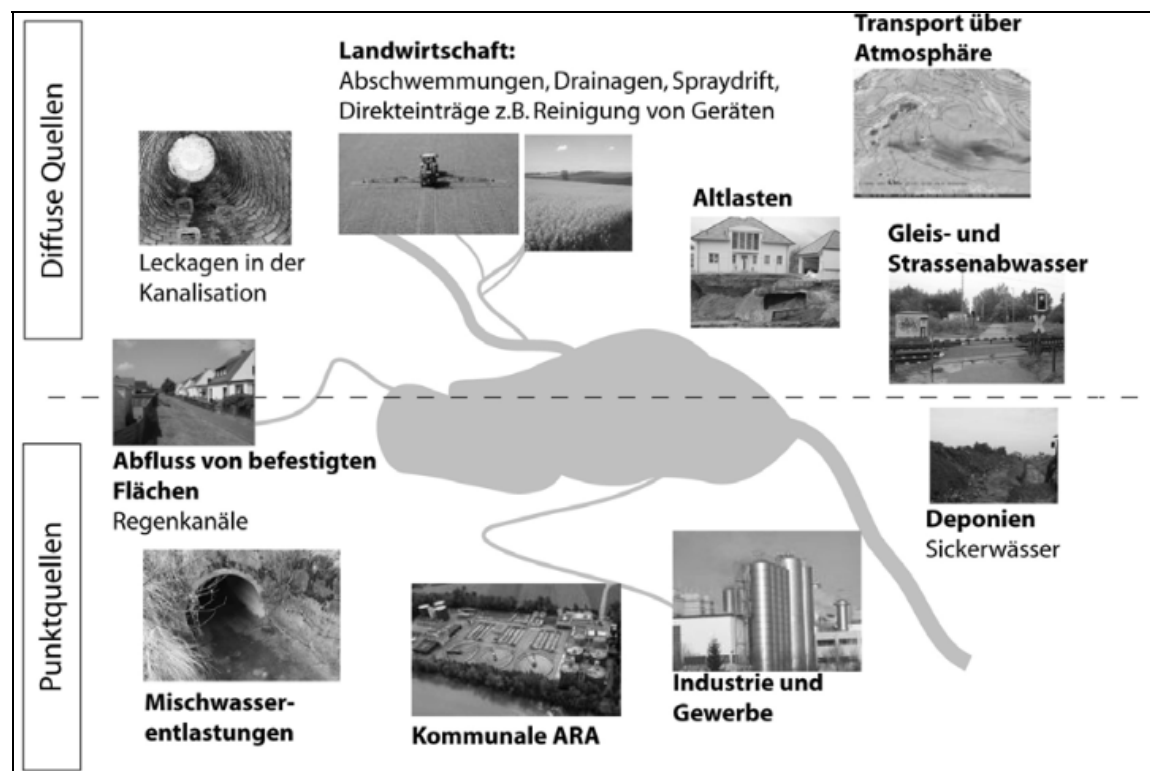 Diffuse Quellen
Transport über
Atmosphäre
Landwirtschaft:
Abschwemmungen, Drainagen, Spraydrift,
Direkteinträge z.B. Reinigung von Geräten
Leckagen in der
Kanalisation
Altlasten
Gleis- und
Strassenabwasser
Punktquellen
Abfluss von befestigten
Flächen
Regenkanäle
Deponien
Sickerwässer
Mischwasser-
entlastungen
Kommunale ARA
Industrie und
Gewerbe